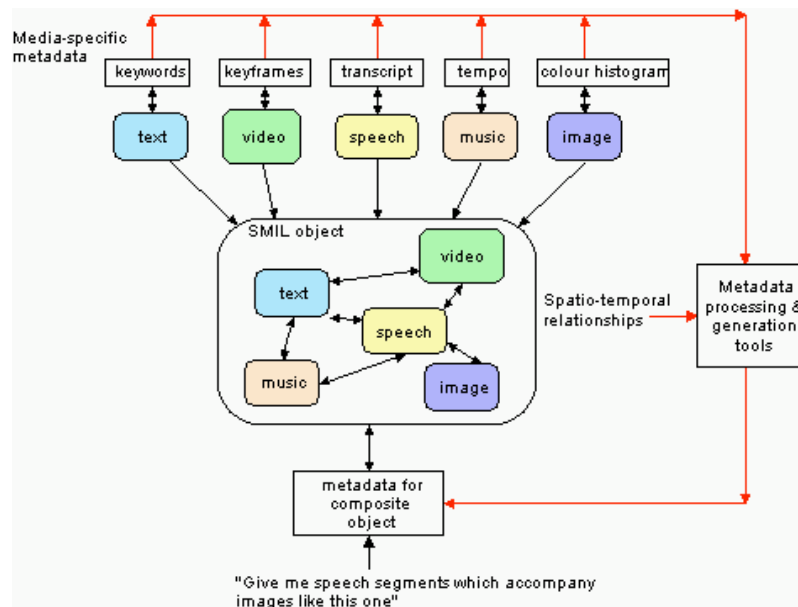 Media-specific
metadata
keywords
keyframes
transcript
tempo
colour histogram
text
video
speech
music
image
SMIL object
video
text
speech
music
image
Spatio-temporal
relationships
Metadata
processing &
generation
tools
metadata for
composite
object
"Give me speech segments which accompany
images like this one"